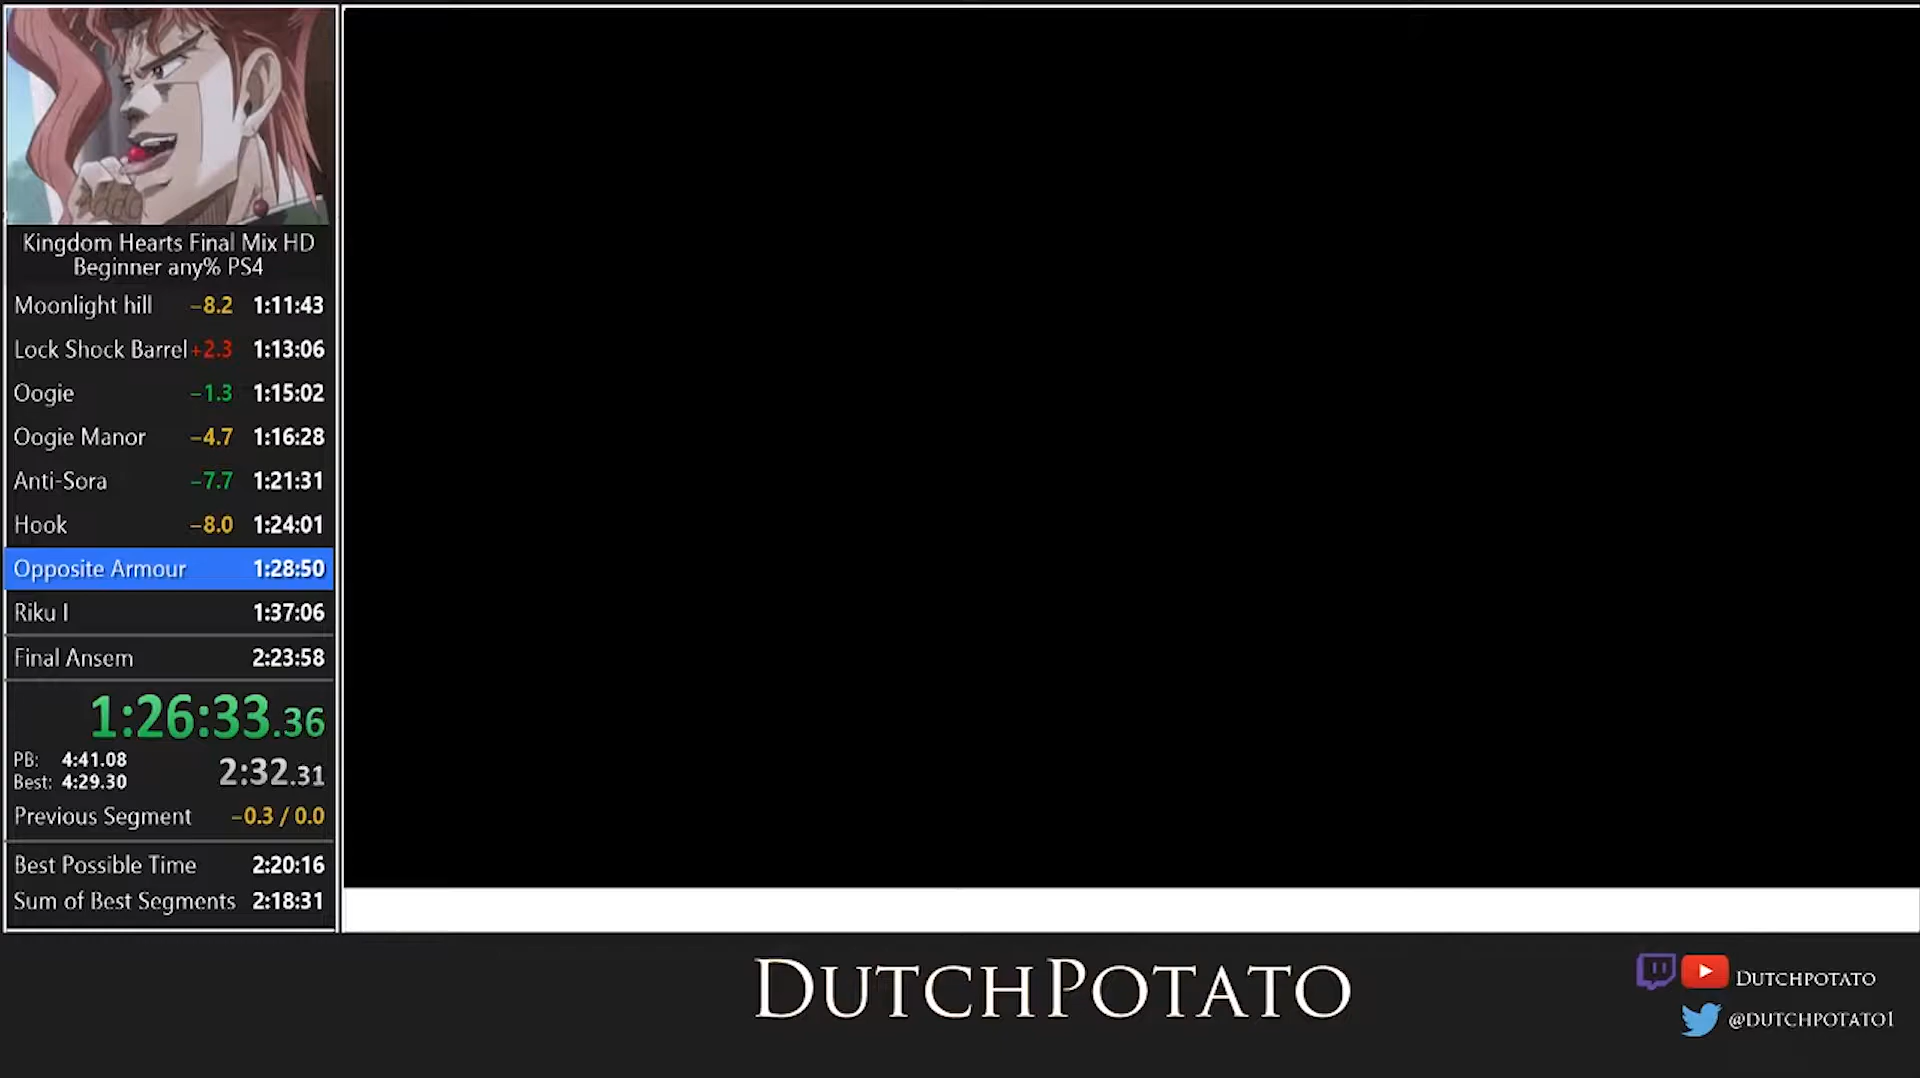 Kingdom Hearts Final Mix HD
Beginner any% PS4
Moonlight hill −8.2 1:11:43
Lock Shock Barrel +2.3 1:13:06
Oogie −1.3 1:15:02
Oogie Manor −4.7 1:16:28
Anti-Sora −7.7 1:21:31
Hook −8.0 1:24:01
Opposite Armour 1:28:50
Riku I 1:37:06
Final Ansem 2:23:58
1:26:33.36
PB: 4:41.08
Best: 4:29.30
2:32.31
Previous Segment −0.3 / 0.0
Best Possible Time 2:20:16
Sum of Best Segments 2:18:31
DUTCHPOTATO
DUTCHPOTATO
@DUTCHPOTATO1